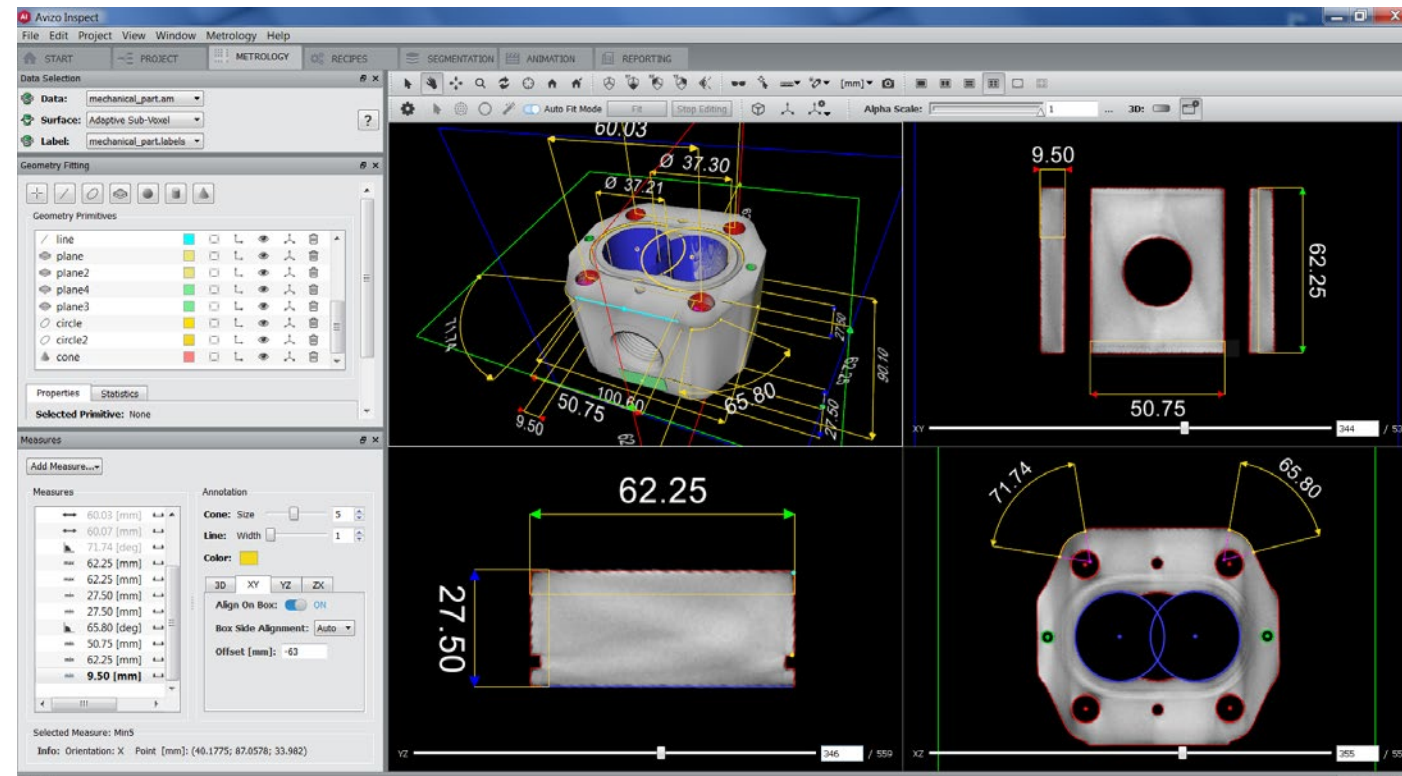 Avizo Inspect
File Edit Project View Window Metrology Help
START PROJECT METROLOGY RECIPES SEGMENTATION ANIMATION REPORTING
Data Selection
Data: mechanical_part.am
Surface: Adaptive Sub-Voxel
?
Label: mechanical_part.labels
[mm]
Auto Fit Mode Fit Stop Editing Alpha Scale: 1 ... 3D:
Geometry Fitting
Geometry Primitives
line
plane
plane2
plane4
plane3
circle
circle2
cone
Properties Statistics
Selected Primitive: None
Measures
Add Measure...
Measures
60.03 [mm]
60.07 [mm]
71.74 [deg]
62.25 [mm]
62.25 [mm]
27.50 [mm]
27.50 [mm]
65.80 [deg]
50.75 [mm]
62.25 [mm]
9.50 [mm]
Annotation
Cone: Size 5
Line: Width 1
Color:
3D XY YZ ZX
Align On Box: ON
Box Side Alignment: Auto
Offset [mm]: -63
Selected Measure: Min5
Info: Orientation: X Point [mm]: (40.1775; 87.0578; 33.982)
60.03
Ø 37.30
Ø 37.21
71.74
27.50
62.25
90.10
100.60
65.80
50.75
9.50
27.50
9.50
62.25
50.75
XY 344
62.25
27.50
YZ 346 / 559
71.74
65.80
XZ 355